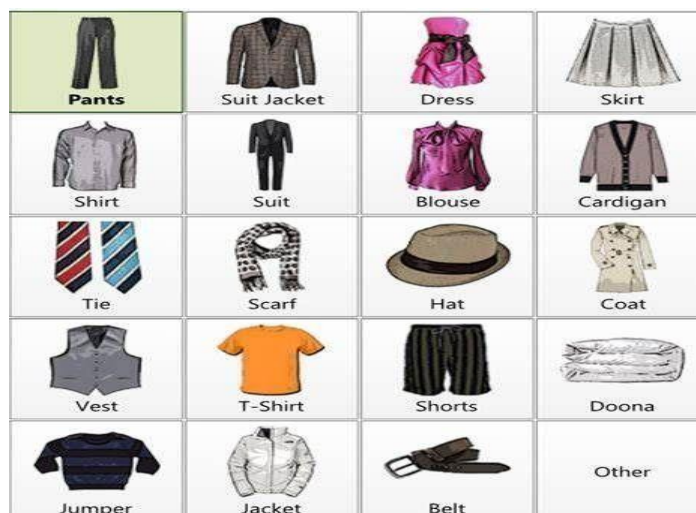 Pants
Suit Jacket
Dress
Skirt
Shirt
Suit
Blouse
Cardigan
Tie
Scarf
Hat
Coat
Vest
T-Shirt
Shorts
Doona
Jumper
Jacket
Belt
Other